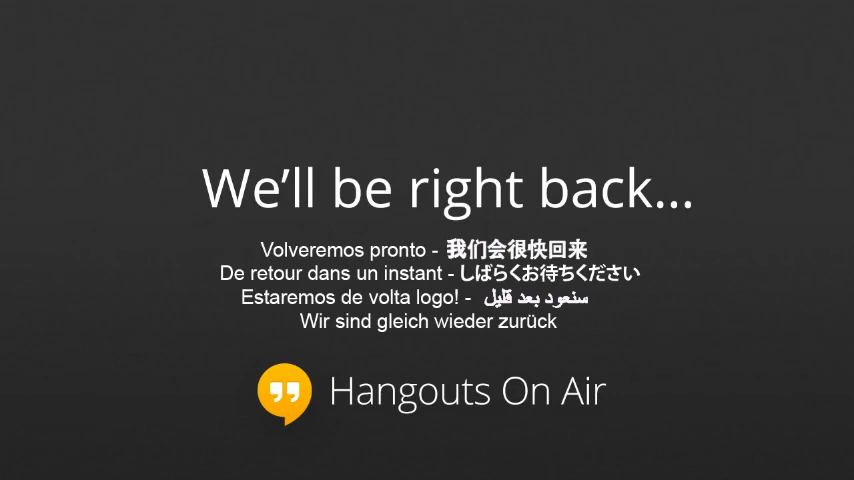 We'll be right back...
Volveremos pronto - 我们会很快回来
De retour dans un instant - しばらくお待ちください
Estaremos de volta logo! - سنعود بعد قليل
Wir sind gleich wieder zurück
Hangouts On Air